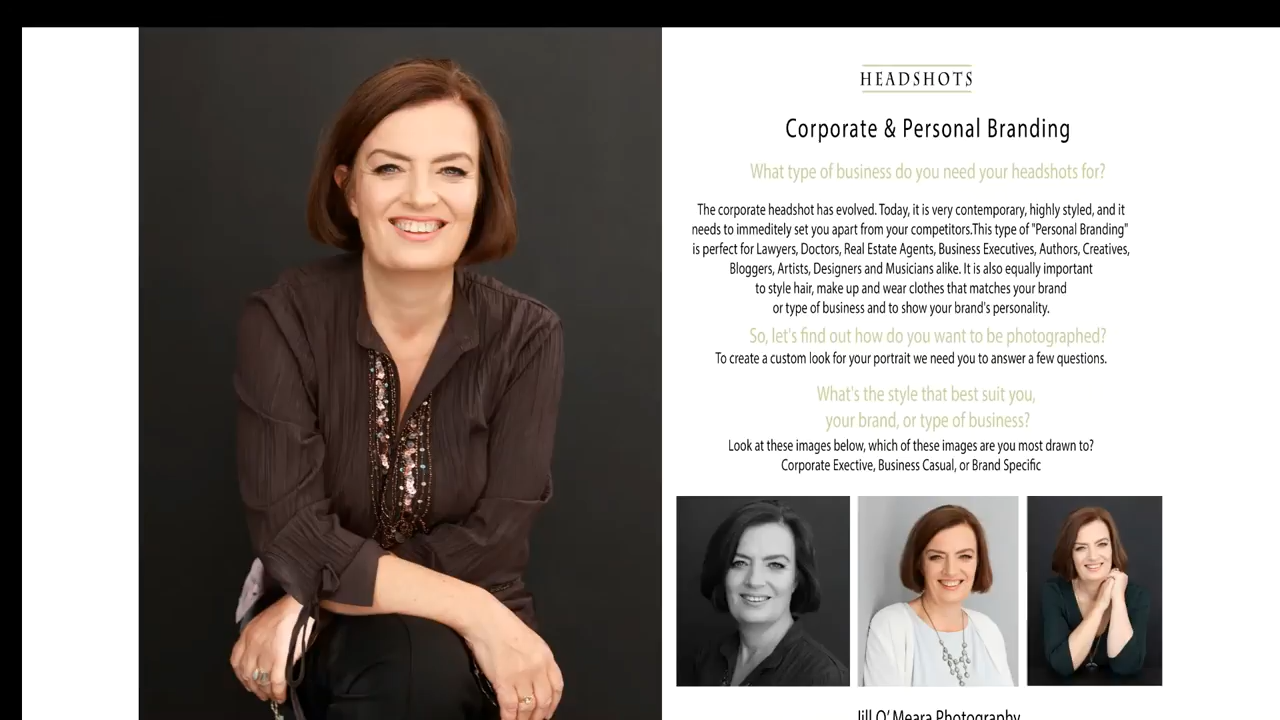 HEADSHOTS
Corporate & Personal Branding
What type of business do you need your headshots for?
The corporate headshot has evolved. Today, it is very contemporary, highly styled, and it
needs to immeditely set you apart from your competitors.This type of "Personal Branding"
is perfect for Lawyers, Doctors, Real Estate Agents, Business Executives, Authors, Creatives,
Bloggers, Artists, Designers and Musicians alike. It is also equally important
to style hair, make up and wear clothes that matches your brand
or type of business and to show your brand's personality.
So, let's find out how do you want to be photographed?
To create a custom look for your portrait we need you to answer a few questions.
What's the style that best suit you,
your brand, or type of business?
Look at these images below, which of these images are you most drawn to?
Corporate Exective, Business Casual, or Brand Specific
Jill O' Meara Photography